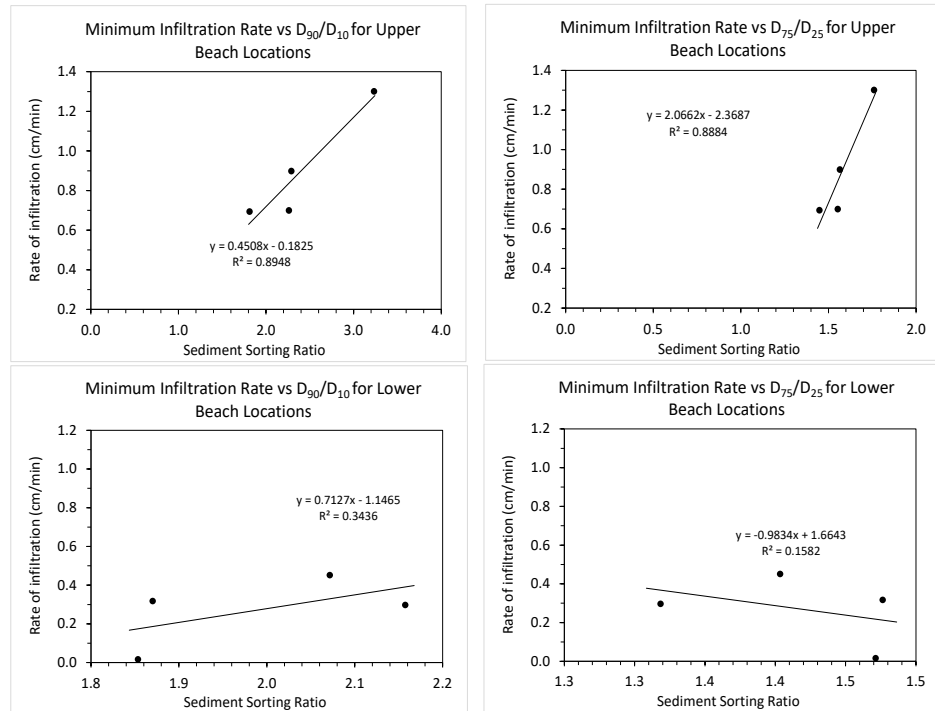 Minimum Infiltration Rate vs D₉₀/D₁₀ for Upper
Beach Locations
Rate of infiltration (cm/min)
1.4
1.2
1.0
0.8
0.6
0.4
0.2
y = 0.4508x - 0.1825
R² = 0.8948
0.0 1.0 2.0 3.0 4.0
Sediment Sorting Ratio
Minimum Infiltration Rate vs D₇₅/D₂₅ for Upper
Beach Locations
Rate of infiltration (cm/min)
1.4
1.2
1.0
0.8
0.6
0.4
0.2
y = 2.0662x - 2.3687
R² = 0.8884
0.0 0.5 1.0 1.5 2.0
Sediment Sorting Ratio
Minimum Infiltration Rate vs D₉₀/D₁₀ for Lower
Beach Locations
Rate of infiltration (cm/min)
1.2
1.0
0.8
0.6
0.4
0.2
0.0
y = 0.7127x - 1.1465
R² = 0.3436
1.8 1.9 2.0 2.1 2.2
Sediment Sorting Ratio
Minimum Infiltration Rate vs D₇₅/D₂₅ for Lower
Beach Locations
Rate of infiltration (cm/min)
1.2
1.0
0.8
0.6
0.4
0.2
0.0
y = -0.9834x + 1.6643
R² = 0.1582
1.3 1.3 1.4 1.4 1.5 1.5
Sediment Sorting Ratio